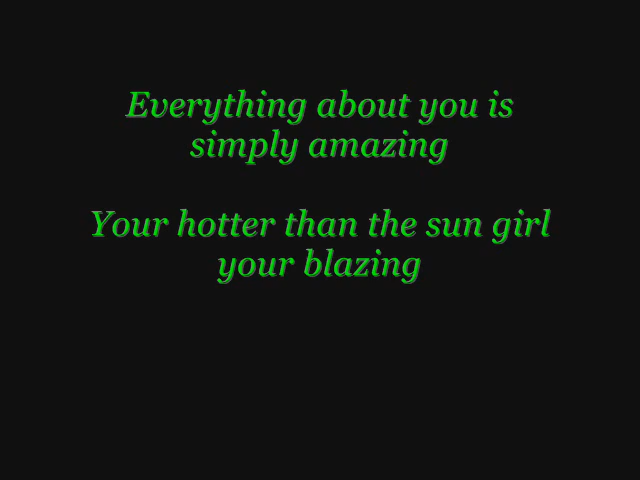 Everything about you is
simply amazing
Your hotter than the sun girl
your blazing